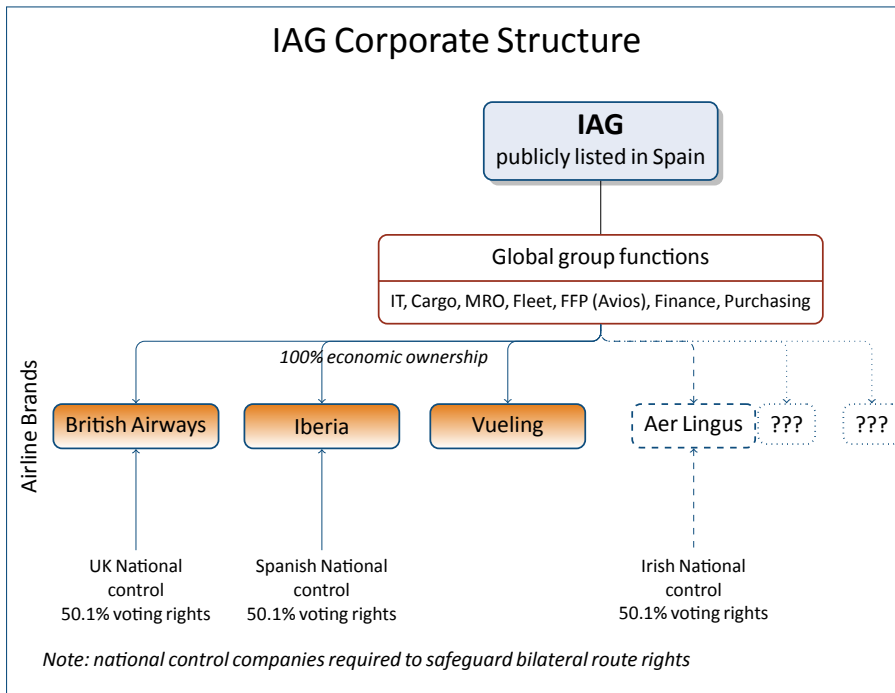 IAG Corporate Structure
IAG
publicly listed in Spain
Global group functions
IT, Cargo, MRO, Fleet, FFP (Avios), Finance, Purchasing
100% economic ownership
Airline Brands
British Airways
Iberia
Vueling
Aer Lingus
???
???
UK National
control
50.1% voting rights
Spanish National
control
50.1% voting rights
Irish National
control
50.1% voting rights
Note: national control companies required to safeguard bilateral route rights